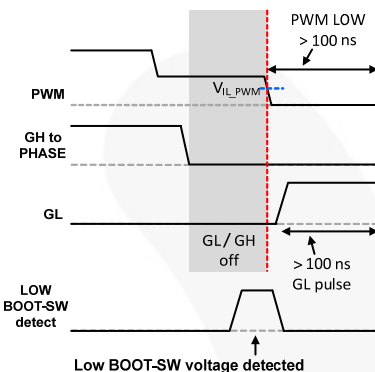 PWM LOW
> 100 ns
PWM
V_IL_PWM
GH to
PHASE
GL
GL / GH
off
> 100 ns
GL pulse
LOW
BOOT-SW
detect
Low BOOT-SW voltage detected